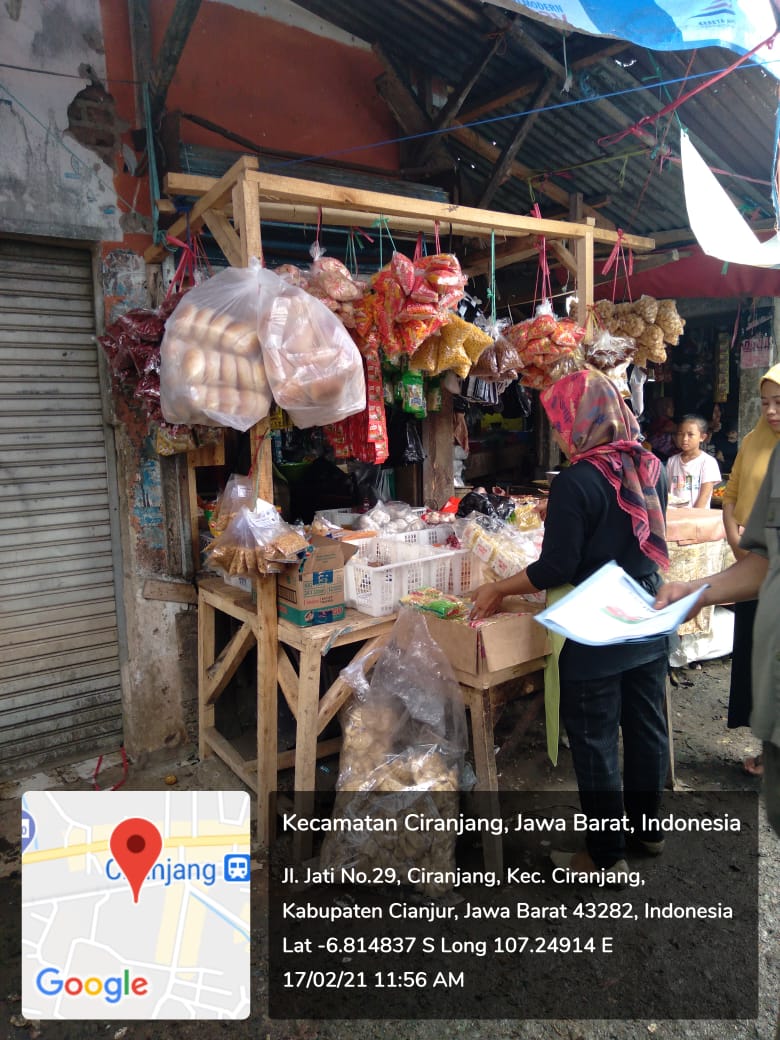 MODERN
Kecamatan Ciranjang, Jawa Barat, Indonesia
Jl. Jati No.29, Ciranjang, Kec. Ciranjang,
Kabupaten Cianjur, Jawa Barat 43282, Indonesia
Lat -6.814837 S Long 107.24914 E
17/02/21 11:56 AM
Ciranjang
Google